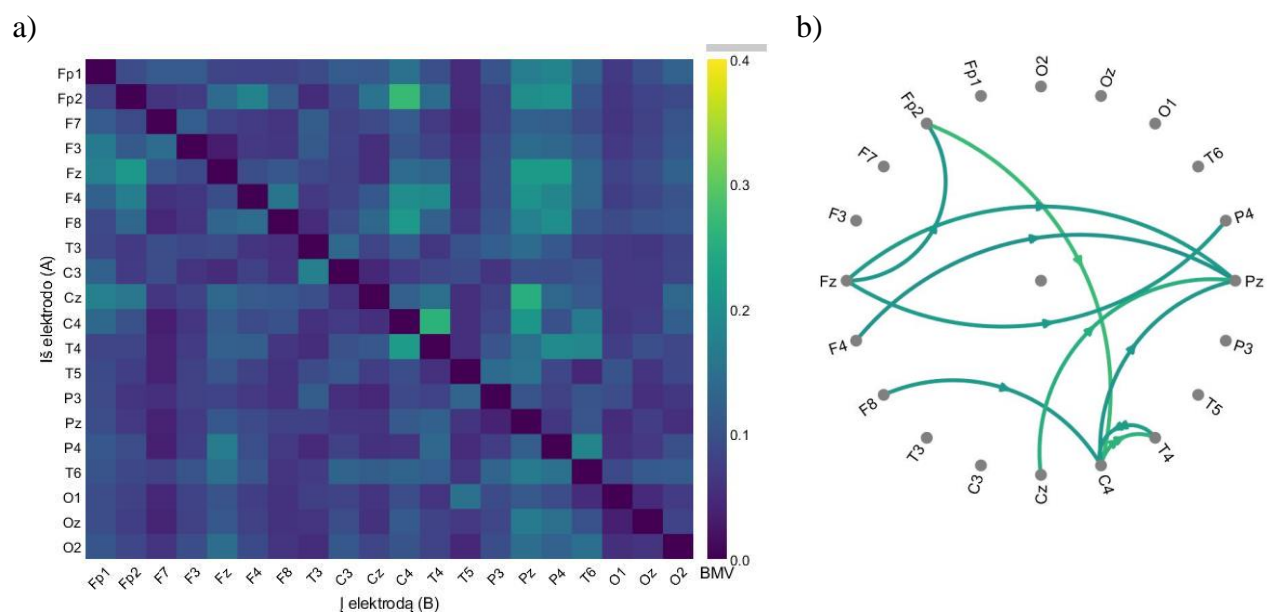 a)
Fp1
Fp2
F7
F3
Fz
F4
F8
T3
C3
Cz
C4
T4
T5
P3
Pz
P4
T6
O1
Oz
O2
Iš elektrodo (A)
Fp1 Fp2 F7 F3 Fz F4 F8 T3 C3 Cz C4 T4 T5 P3 Pz P4 T6 O1 Oz O2
Į elektrodą (B)
0.4
0.3
0.2
0.1
0.0
BMV
b)
O2
Oz
O1
T6
P4
Pz
P3
T5
T4
C4
Cz
C3
T3
F8
F4
Fz
F3
F7
Fp2
Fp1